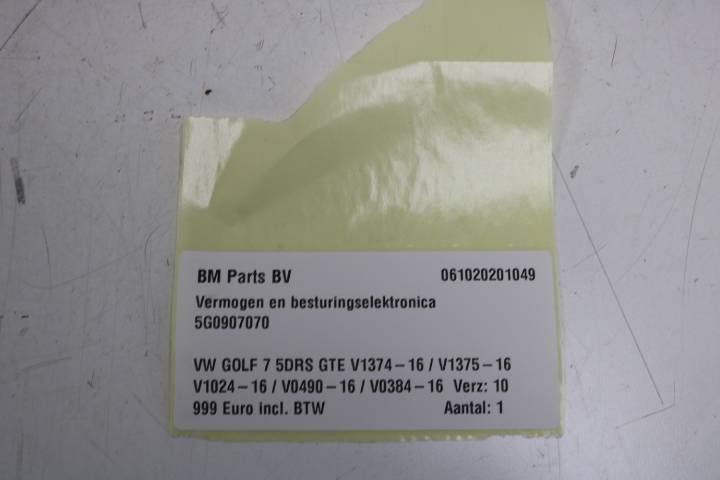 BM Parts BV 061020201049
Vermogen en besturingselektronica
5G0907070
VW GOLF 7 5DRS GTE V1374-16 / V1375-16
V1024-16 / V0490-16 / V0384-16 Verz: 10
999 Euro incl. BTW Aantal: 1